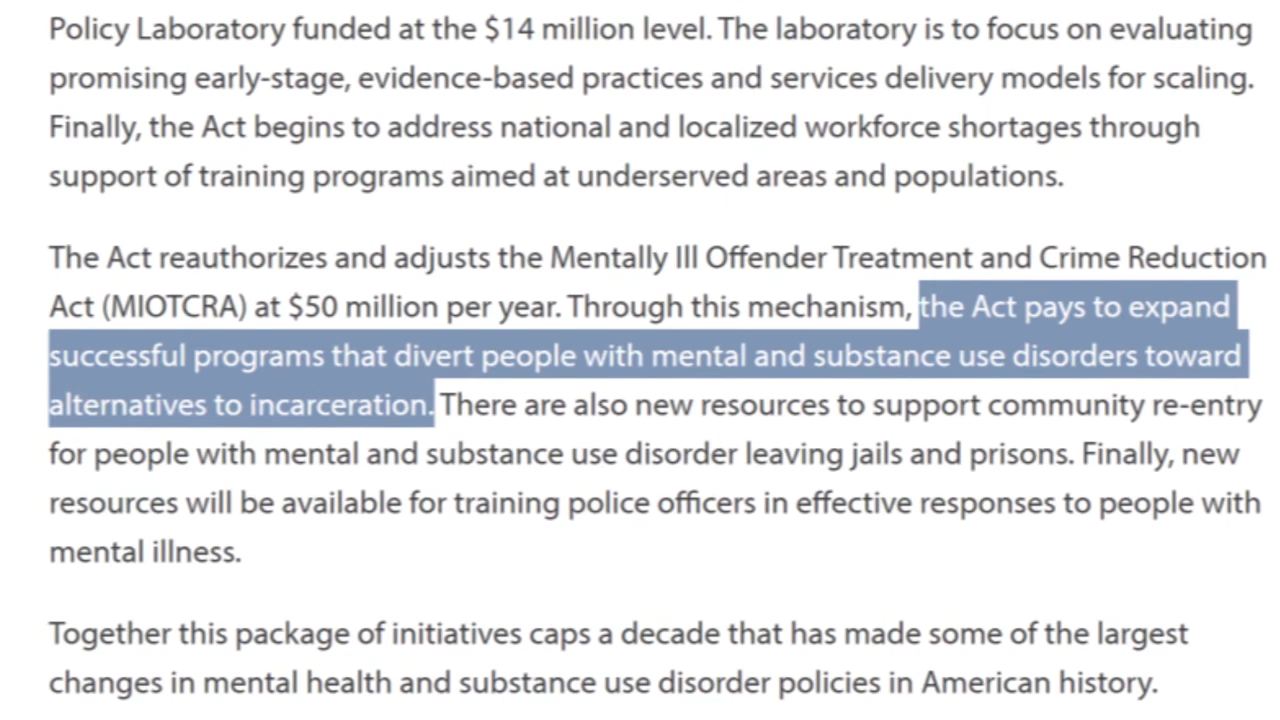 Policy Laboratory funded at the $14 million level. The laboratory is to focus on evaluating
promising early-stage, evidence-based practices and services delivery models for scaling.
Finally, the Act begins to address national and localized workforce shortages through
support of training programs aimed at underserved areas and populations.
The Act reauthorizes and adjusts the Mentally Ill Offender Treatment and Crime Reduction
Act (MIOTCRA) at $50 million per year. Through this mechanism, the Act pays to expand
successful programs that divert people with mental and substance use disorders toward
alternatives to incarceration. There are also new resources to support community re-entry
for people with mental and substance use disorder leaving jails and prisons. Finally, new
resources will be available for training police officers in effective responses to people with
mental illness.
Together this package of initiatives caps a decade that has made some of the largest
changes in mental health and substance use disorder policies in American history.